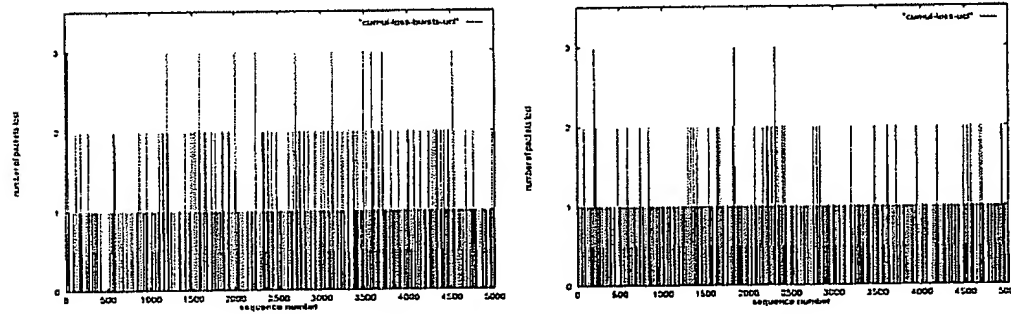 "cumul-loss-bursts-ucl"
number of packets lost
3
2
1
0
0 500 1000 1500 2000 2500 3000 3500 4000 4500 5000
sequence number
"cumul-loss-ucl"
number of packets lost
3
2
1
0
0 500 1000 1500 2000 2500 3000 3500 4000 4500 500
sequence number